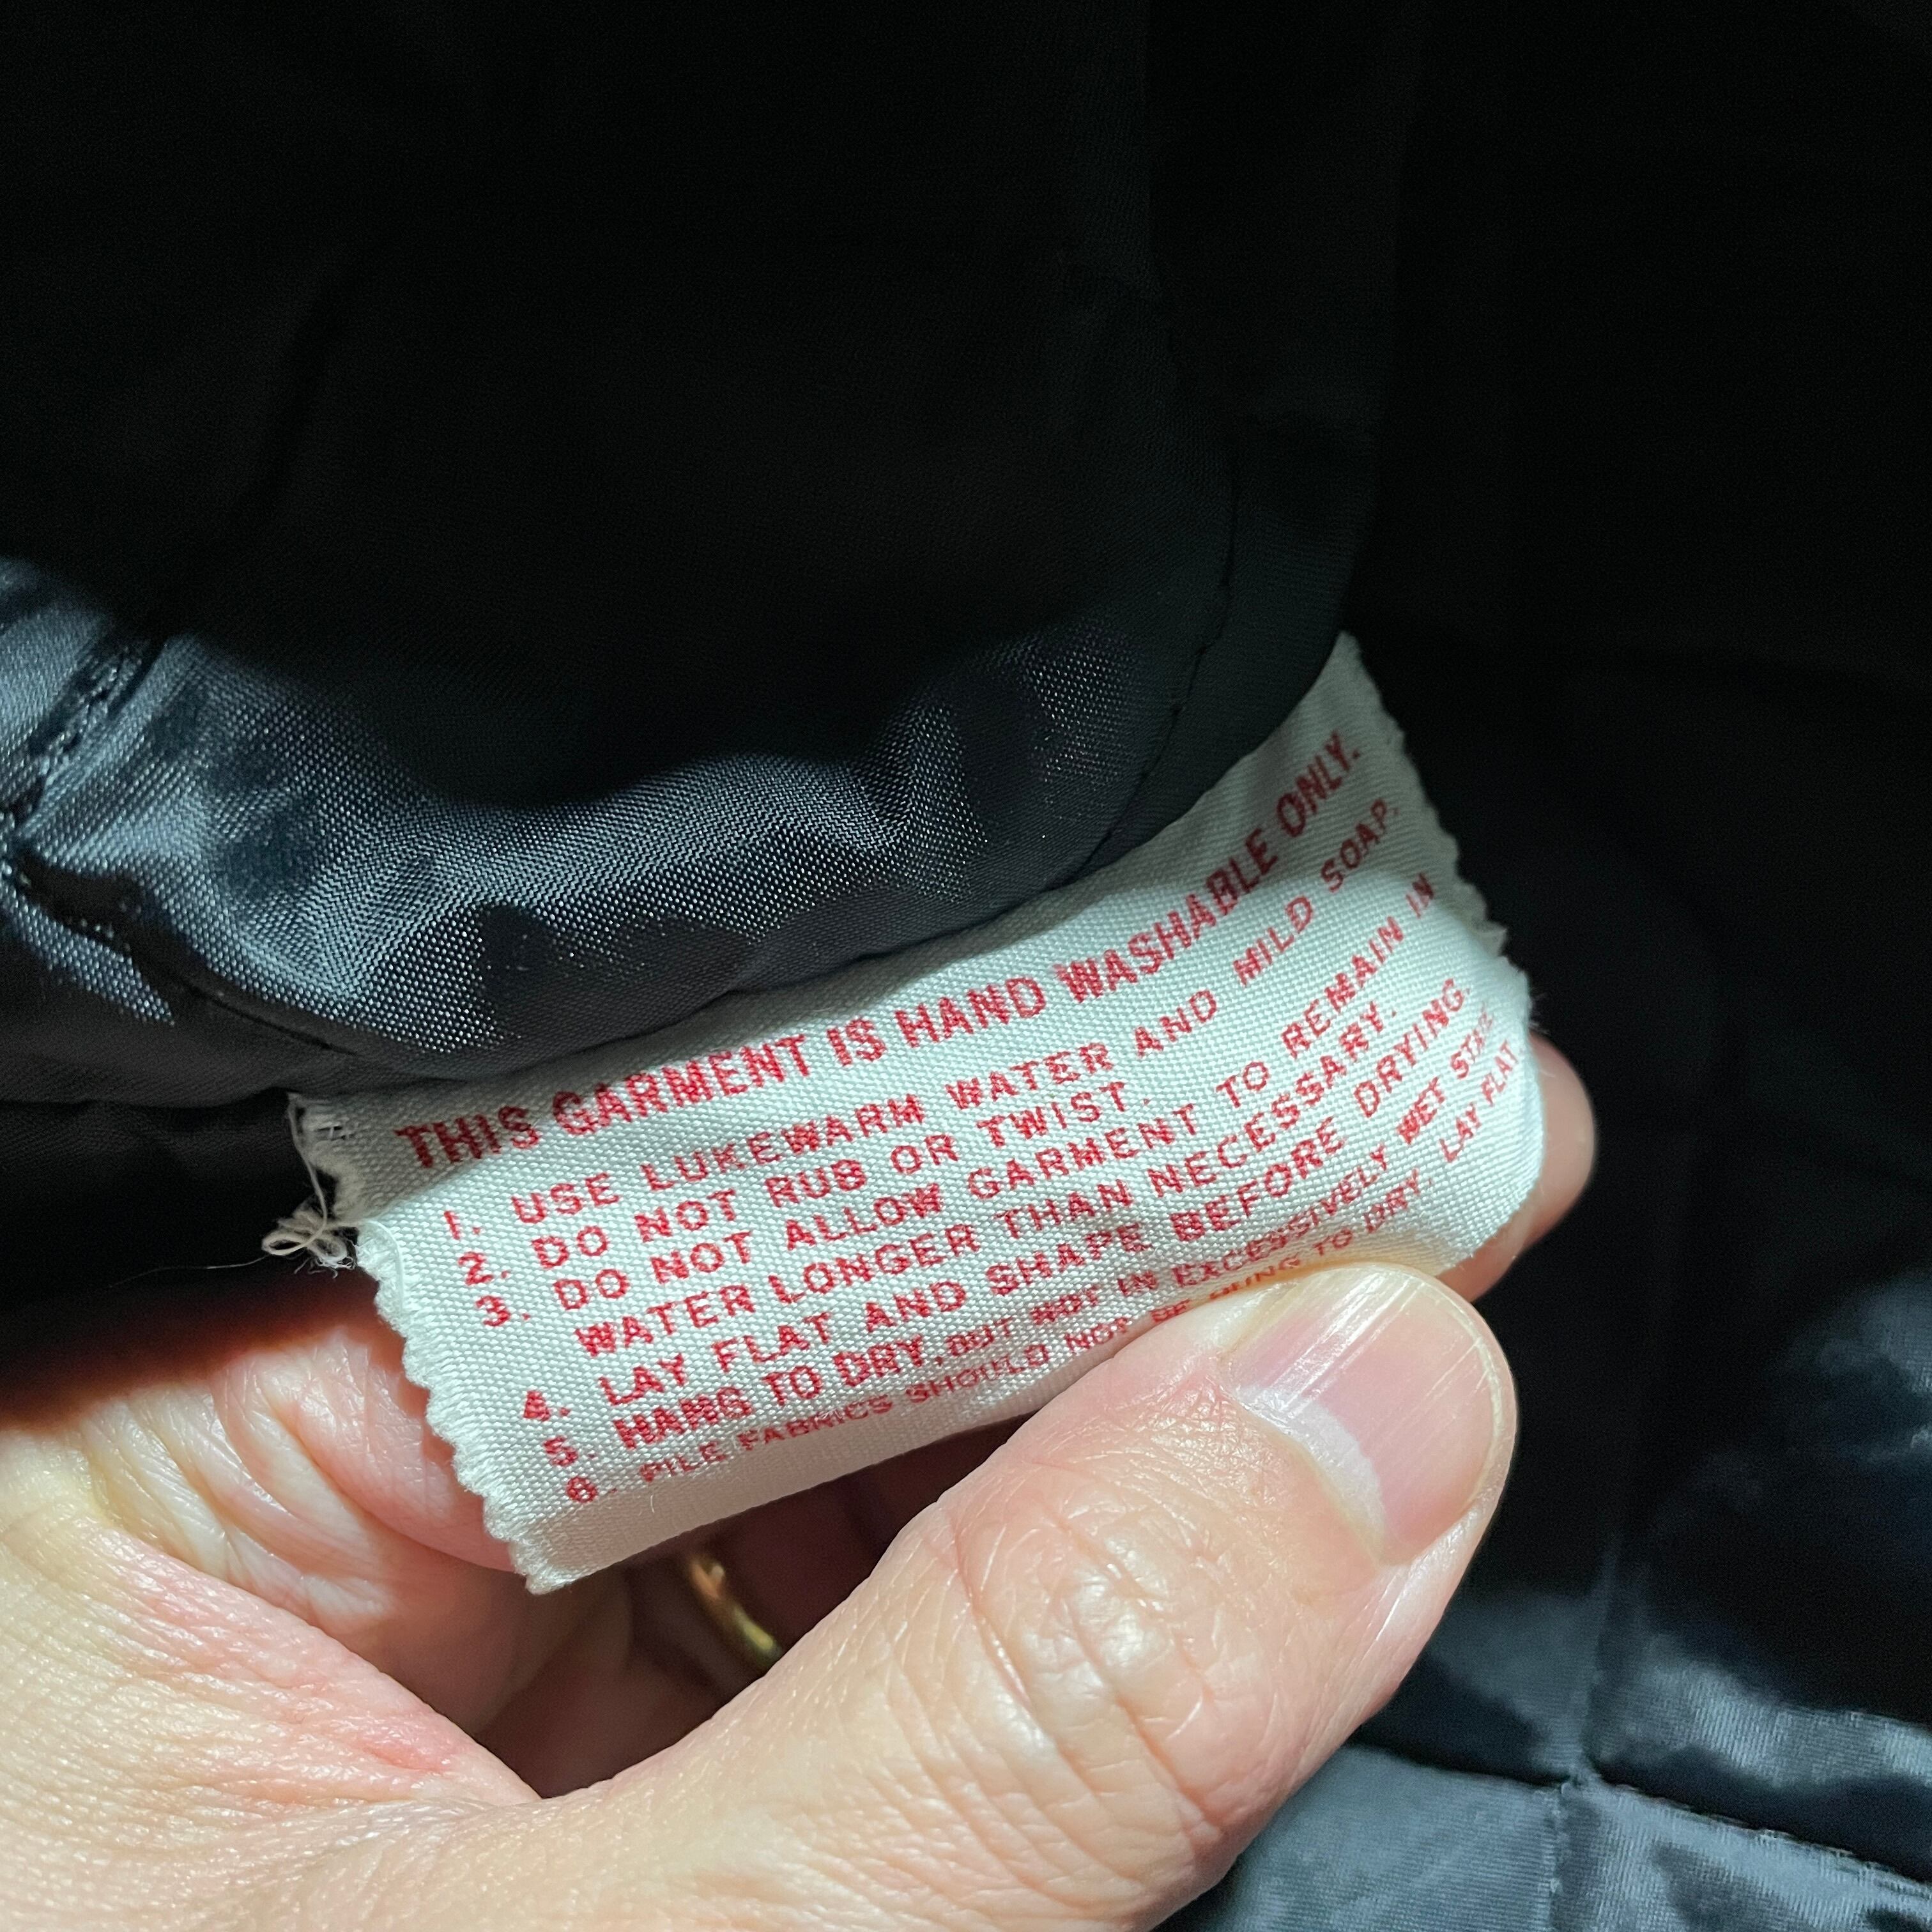 THIS GARMENT IS HAND WASHABLE ONLY.
1. USE LUKEWARM WATER AND MILD SOAP.
2. DO NOT RUB OR TWIST.
3. DO NOT ALLOW GARMENT TO REMAIN IN
WATER LONGER THAN NECESSARY.
4. LAY FLAT AND SHAPE BEFORE DRYING
5. HANG TO DRY, BUT NOT IN EXCESSIVELY WET STATE
6. PILE FABRICS SHOULD NOT BE HUNG TO DRY. LAY FLAT